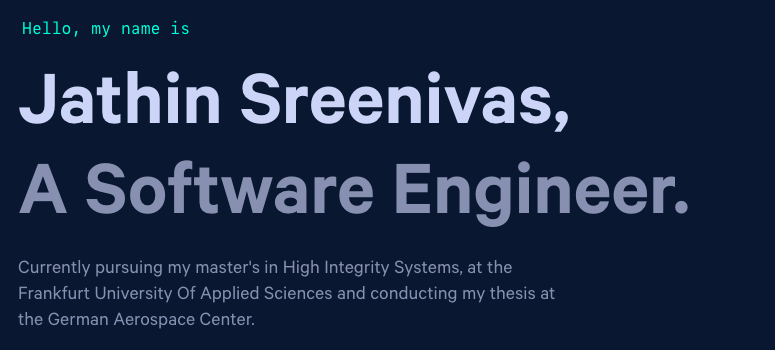 Hello, my name is
Jathin Sreenivas,
A Software Engineer.
Currently pursuing my master's in High Integrity Systems, at the
Frankfurt University Of Applied Sciences and conducting my thesis at
the German Aerospace Center.